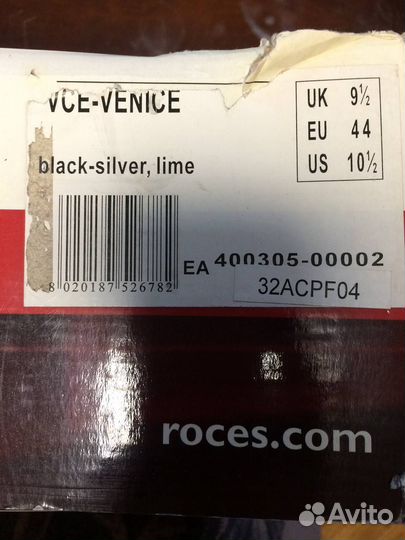 VCE-VENICE
UK 9½
EU 44
US 10½
black-silver, lime
8 020187 526782
EA 400305-00002
32ACPF04
roces.com
Avito